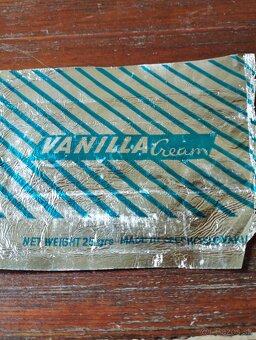 VANILLA Cream
NET WEIGHT 25 grs MADE IN CZECHOSLOVAKIA